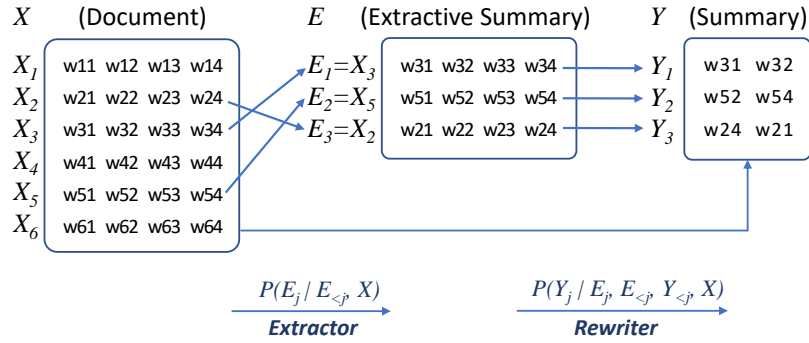 X (Document) E (Extractive Summary) Y (Summary)
X1 w11 w12 w13 w14 E1=X3 w31 w32 w33 w34 Y1 w31 w32
X2 w21 w22 w23 w24 E2=X5 w51 w52 w53 w54 Y2 w52 w54
X3 w31 w32 w33 w34 E3=X2 w21 w22 w23 w24 Y3 w24 w21
X4 w41 w42 w43 w44
X5 w51 w52 w53 w54
X6 w61 w62 w63 w64
P(Ej / E<j, X) P(Yj / Ej, E<j, Y<j, X)
Extractor Rewriter